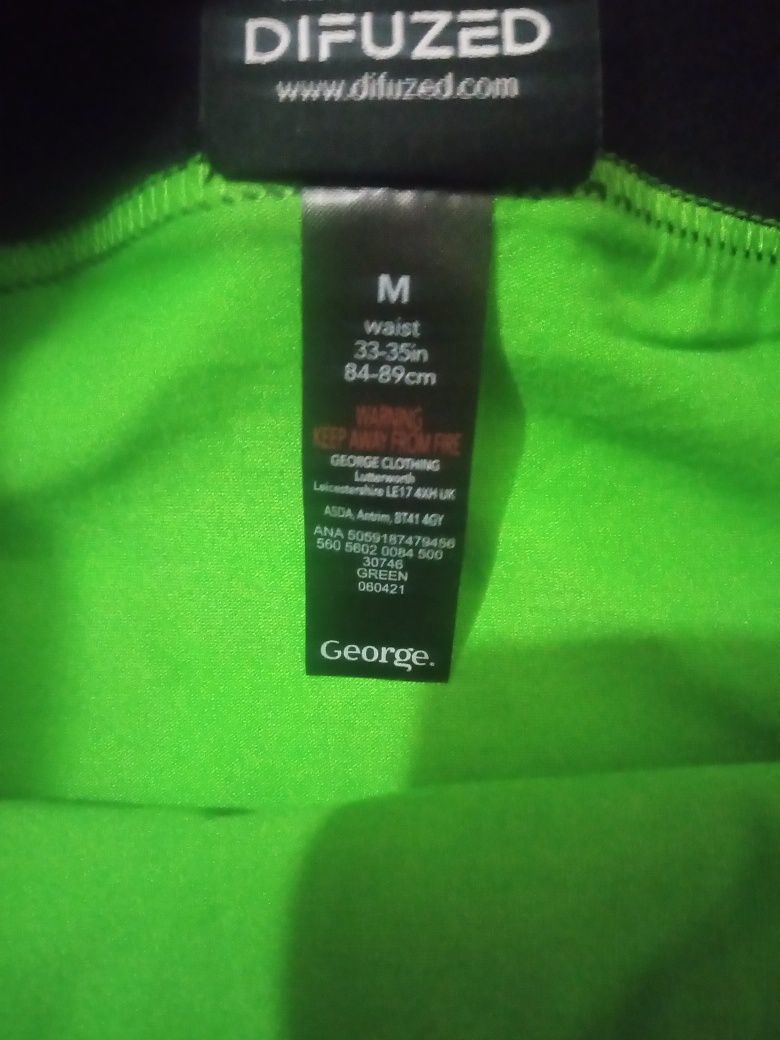 DIFUZED
www.difuzed.com
M
waist
33-35in
84-89cm
WARNING
KEEP AWAY FROM FIRE
GEORGE CLOTHING
Lutterworth
Leicestershire LE17 4XH UK
ASDA, Antrim, BT41 4GY
ANA 5059187479456
560 5602 0084 500
30746
GREEN
060421
George.